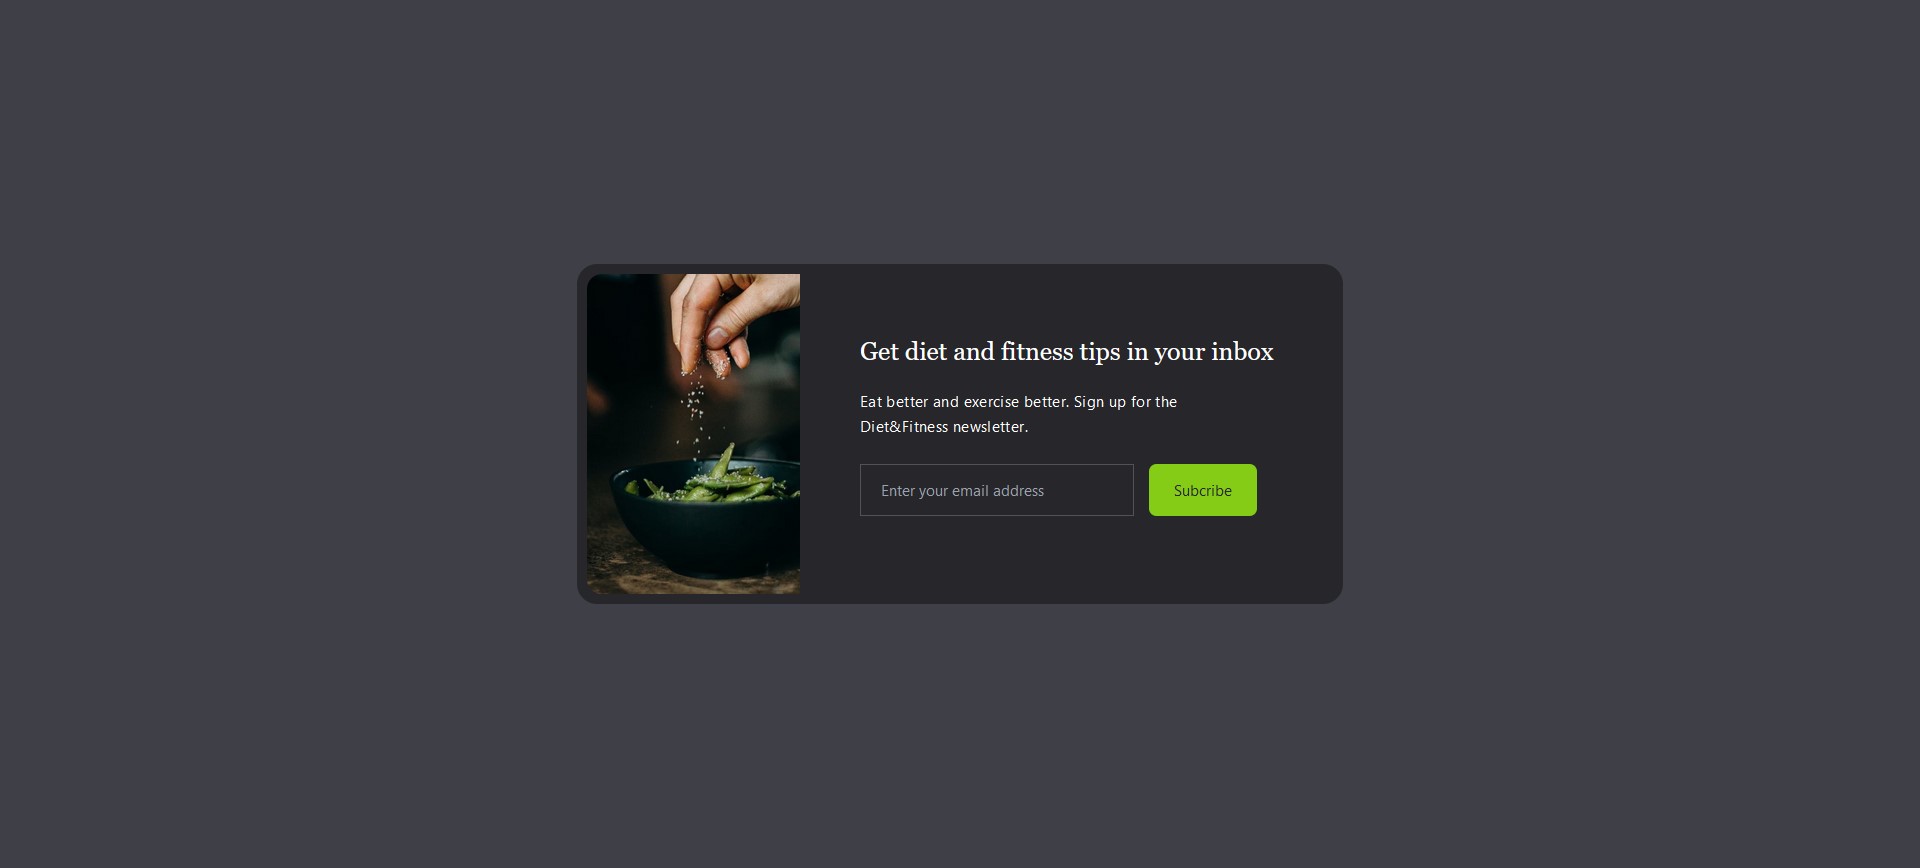 Get diet and fitness tips in your inbox
Eat better and exercise better. Sign up for the
Diet&Fitness newsletter.
Enter your email address
Subcribe